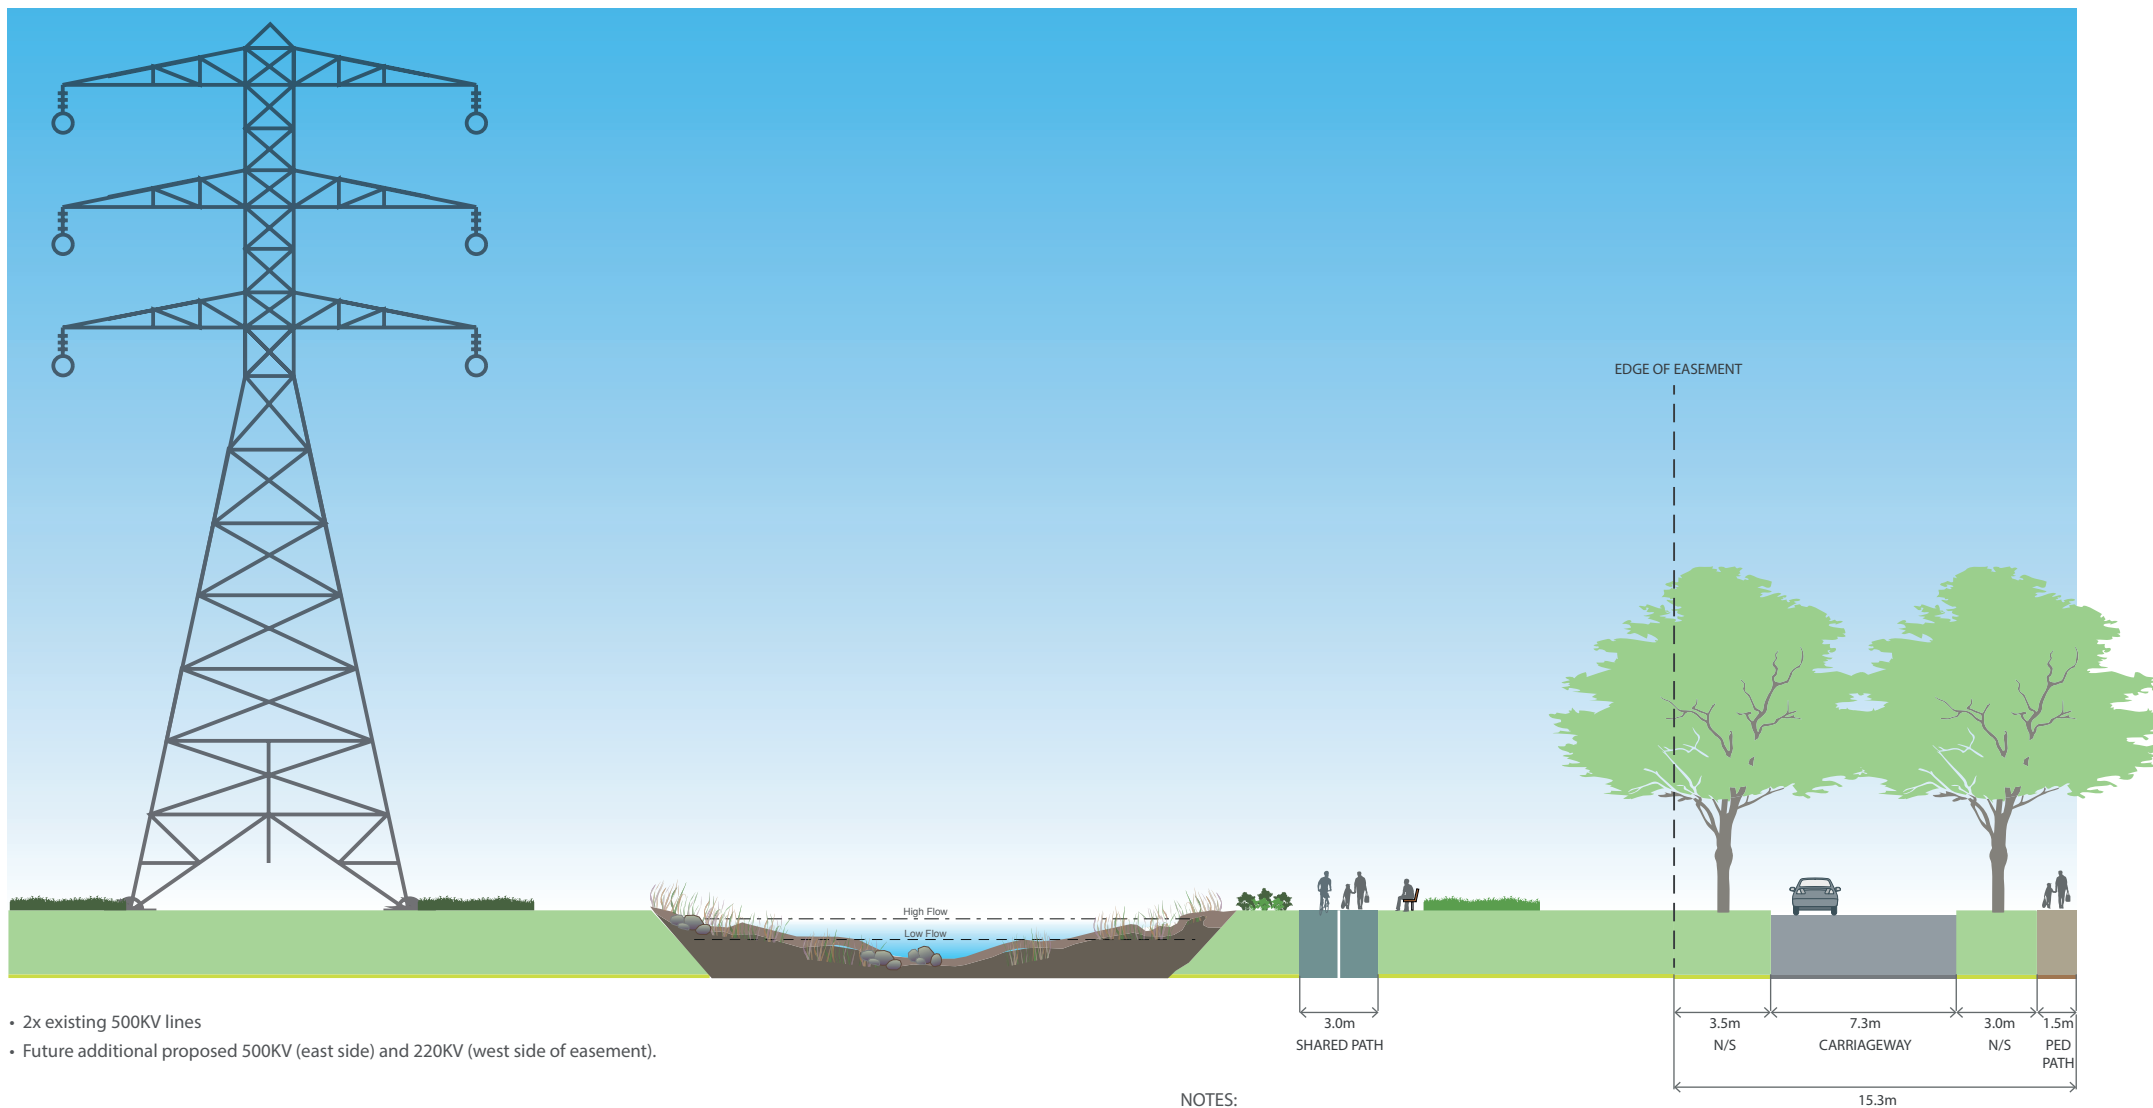 EDGE OF EASEMENT
High Flow
Low Flow
• 2x existing 500KV lines
• Future additional proposed 500KV (east side) and 220KV (west side of easement).
3.0m
SHARED PATH
3.5m
N/S
7.3m
CARRIAGEWAY
3.0m
N/S
1.5m
PED
PATH
15.3m
NOTES: